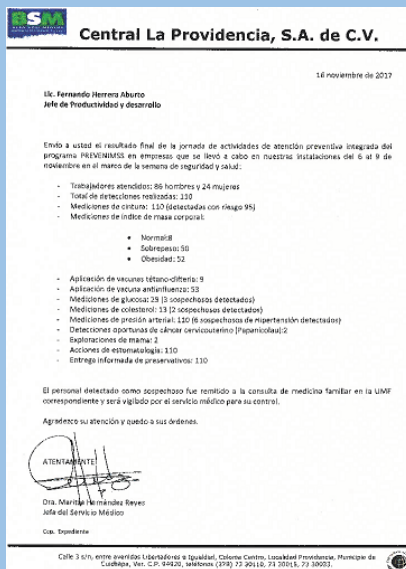 BSM
Central La Providencia, S.A. de C.V.
16 noviembre de 2017
Lic. Fernando Herrera Aburto
Jefe de Productividad y desarrollo
Envío a usted el resultado final de la jornada de actividades de atención preventiva integrada del
programa PREVENIMSS en empresas que se llevó a cabo en nuestras instalaciones del 6 al 9 de
noviembre en el marco de la semana de seguridad y salud:
- Trabajadores atendidos: 86 hombres y 24 mujeres
- Total de detecciones realizadas: 110
- Mediciones de cintura: 110 (detectadas con riesgo 95)
- Mediciones de índice de masa corporal:
• Normal:8
• Sobrepeso: 50
• Obesidad: 52
- Aplicación de vacunas tétano-difteria: 9
- Aplicación de vacuna antiinfluenza: 53
- Mediciones de glucosa: 23 (3 sospechosos detectados)
- Mediciones de colesterol: 13 (2 sospechosos detectados)
- Mediciones de presión arterial: 110 (6 sospechosos de Hipertensión detectados)
- Detecciones oportunas de cáncer cervicouterino (Papanicolau):2
- Exploraciones de mama: 2
- Acciones de estomatología: 110
- Entrega informada de preservativos: 110
El personal detectado como sospechoso fue remitido a la consulta de medicina familiar en la UMF
correspondiente y será vigilado por el servicio médico para su control.
Agradezco su atención y quedo a sus órdenes.
ATENTAMENTE
Dra. Maritza Hernández Reyes
Jefa del Servicio Médico
Cop. Expediente
Calle 3 s/n, entre avenidas Libertadores e Igualdad, Colonia Centro, Localidad Providencia, Municipio de
Cuichapa, Ver. C.P. 94920, teléfonos (278) 73 30110, 73 30015, 73 30033.